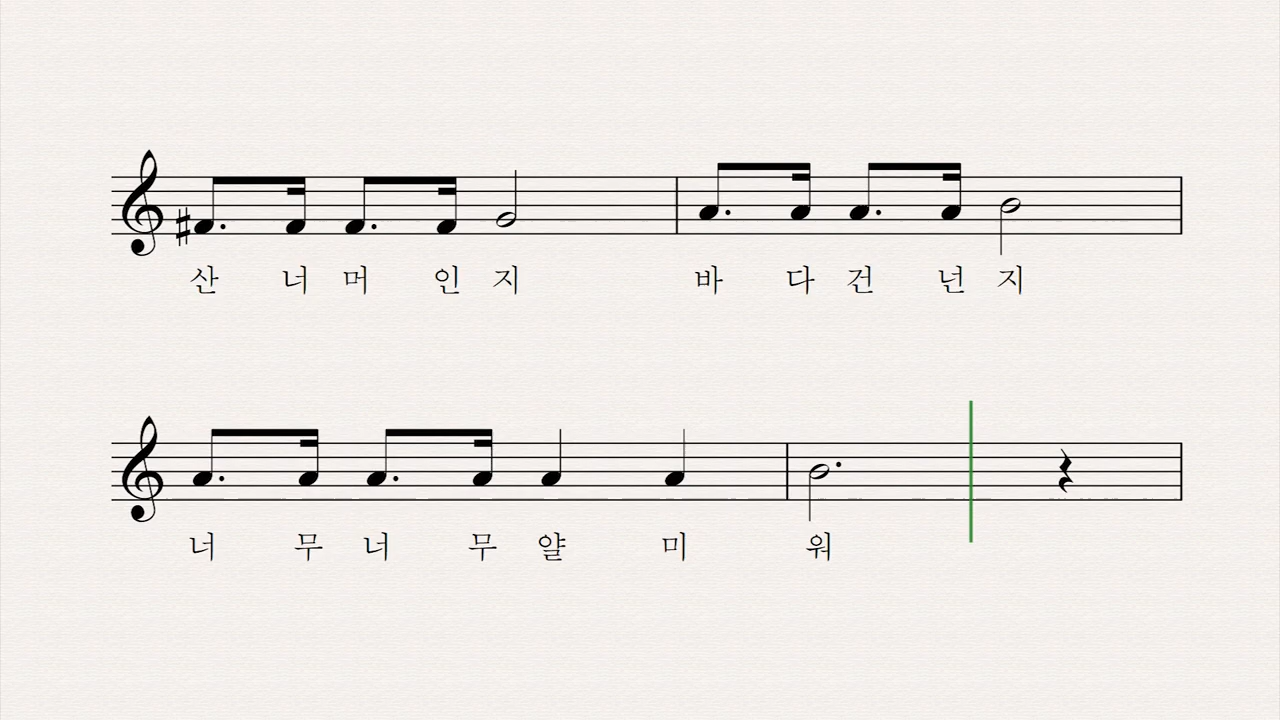 산 너 머 인 지 바 다 건 넌 지
너 무 너 무 얄 미 워